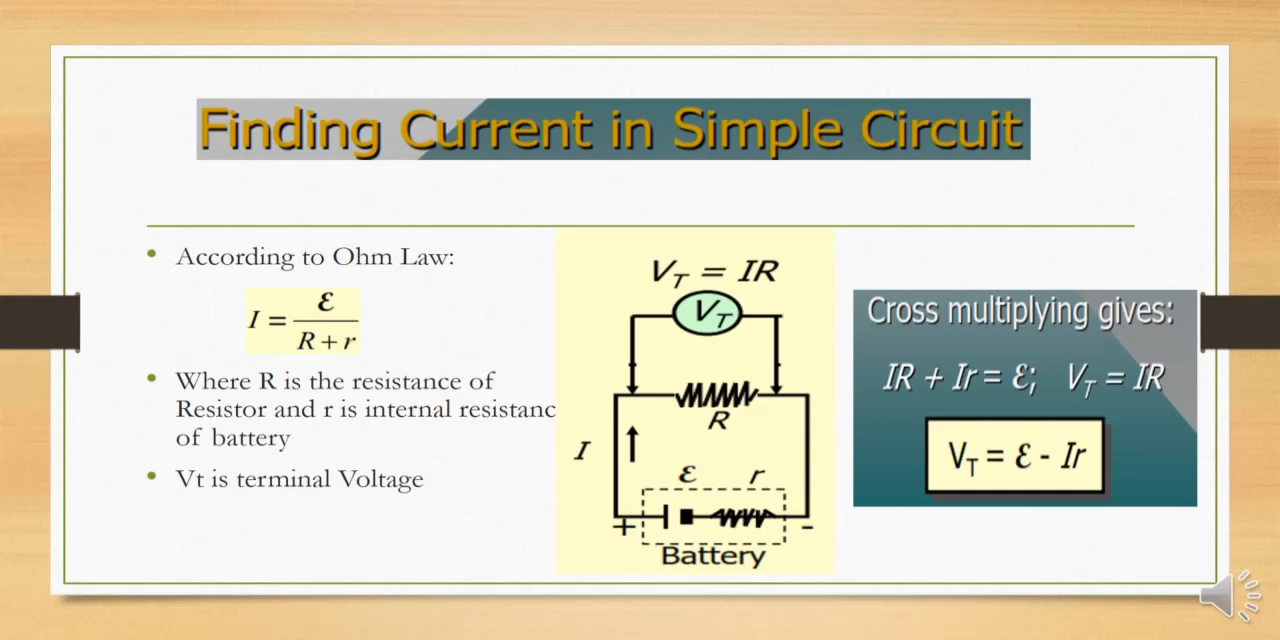 Finding Current in Simple Circuit
• According to Ohm Law:
I = ℰ / (R + r)
• Where R is the resistance of
Resistor and r is internal resistanc
of battery
• Vt is terminal Voltage
V_T = IR
V_T
R
I
ℰ r
+ -
Battery
Cross multiplying gives:
IR + Ir = ℰ; V_T = IR
V_T = ℰ - Ir